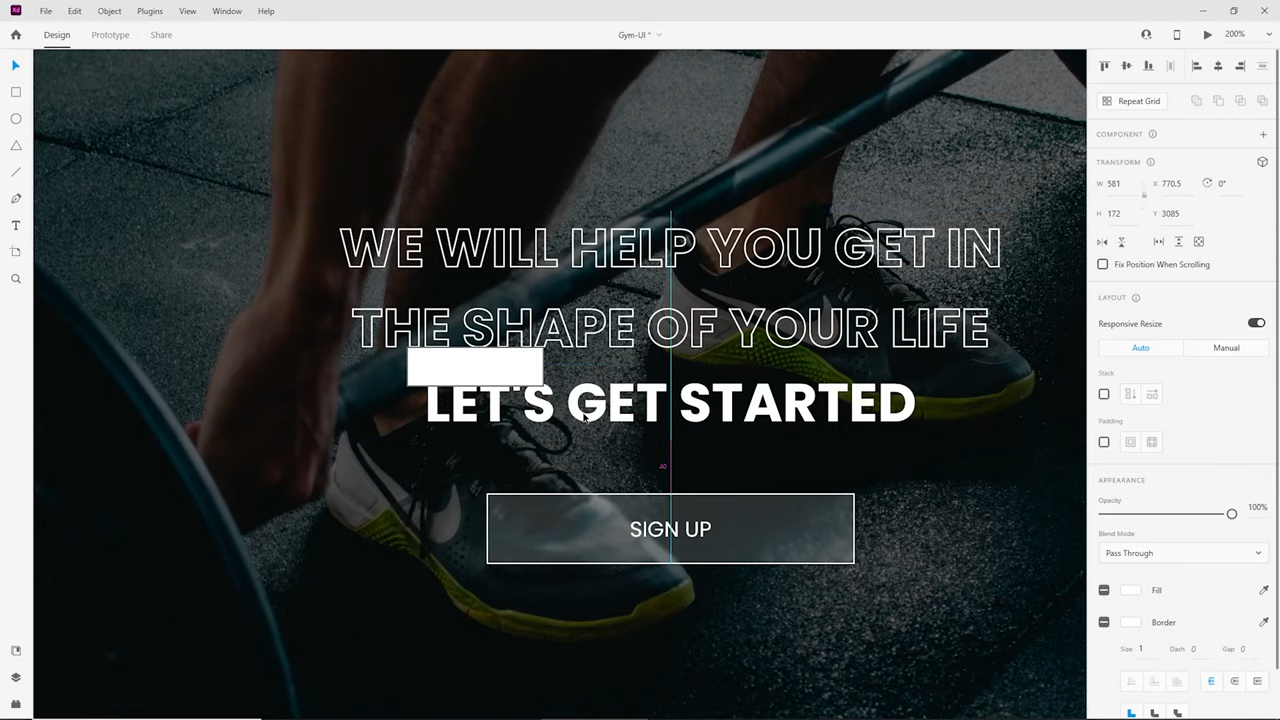 Xd File Edit Object Plugins View Window Help
Design Prototype Share Gym-UI * 200%
Repeat Grid
COMPONENT
TRANSFORM
W 581 X 770.5 0°
H 172 Y 3085
Fix Position When Scrolling
LAYOUT
Responsive Resize
Auto Manual
Stack
Padding
APPEARANCE
Opacity
100%
Blend Mode
Pass Through
Fill
Border
Size 1 Dash 0 Gap 0
WE WILL HELP YOU GET IN
THE SHAPE OF YOUR LIFE
LET'S GET STARTED
40
SIGN UP